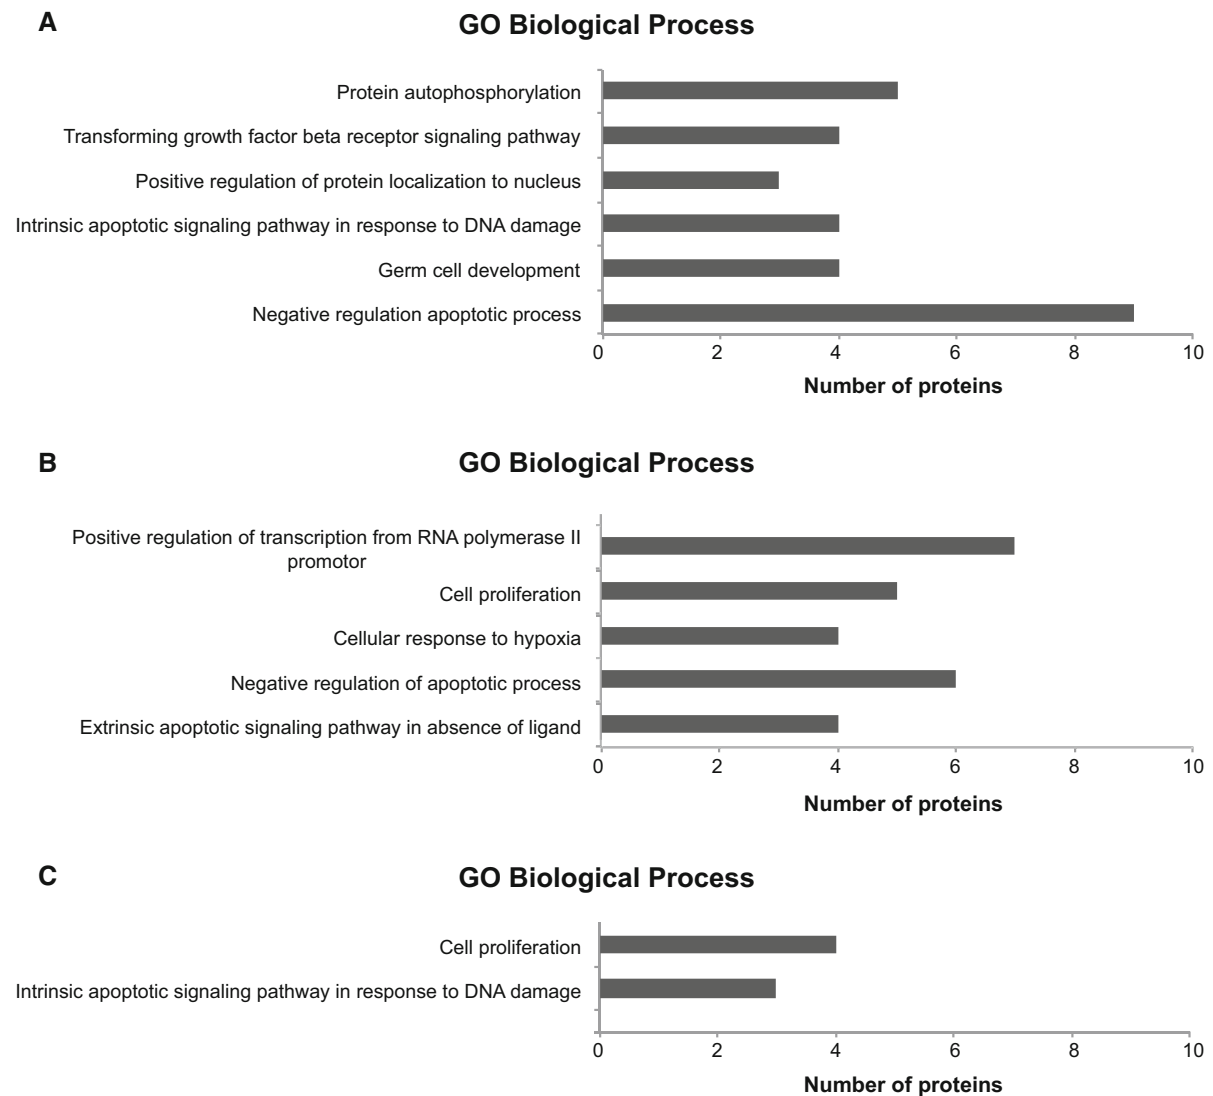 A
GO Biological Process
Protein autophosphorylation
Transforming growth factor beta receptor signaling pathway
Positive regulation of protein localization to nucleus
Intrinsic apoptotic signaling pathway in response to DNA damage
Germ cell development
Negative regulation apoptotic process
0 2 4 6 8 10
Number of proteins
B
GO Biological Process
Positive regulation of transcription from RNA polymerase II
promotor
Cell proliferation
Cellular response to hypoxia
Negative regulation of apoptotic process
Extrinsic apoptotic signaling pathway in absence of ligand
0 2 4 6 8 10
Number of proteins
C
GO Biological Process
Cell proliferation
Intrinsic apoptotic signaling pathway in response to DNA damage
0 2 4 6 8 10
Number of proteins